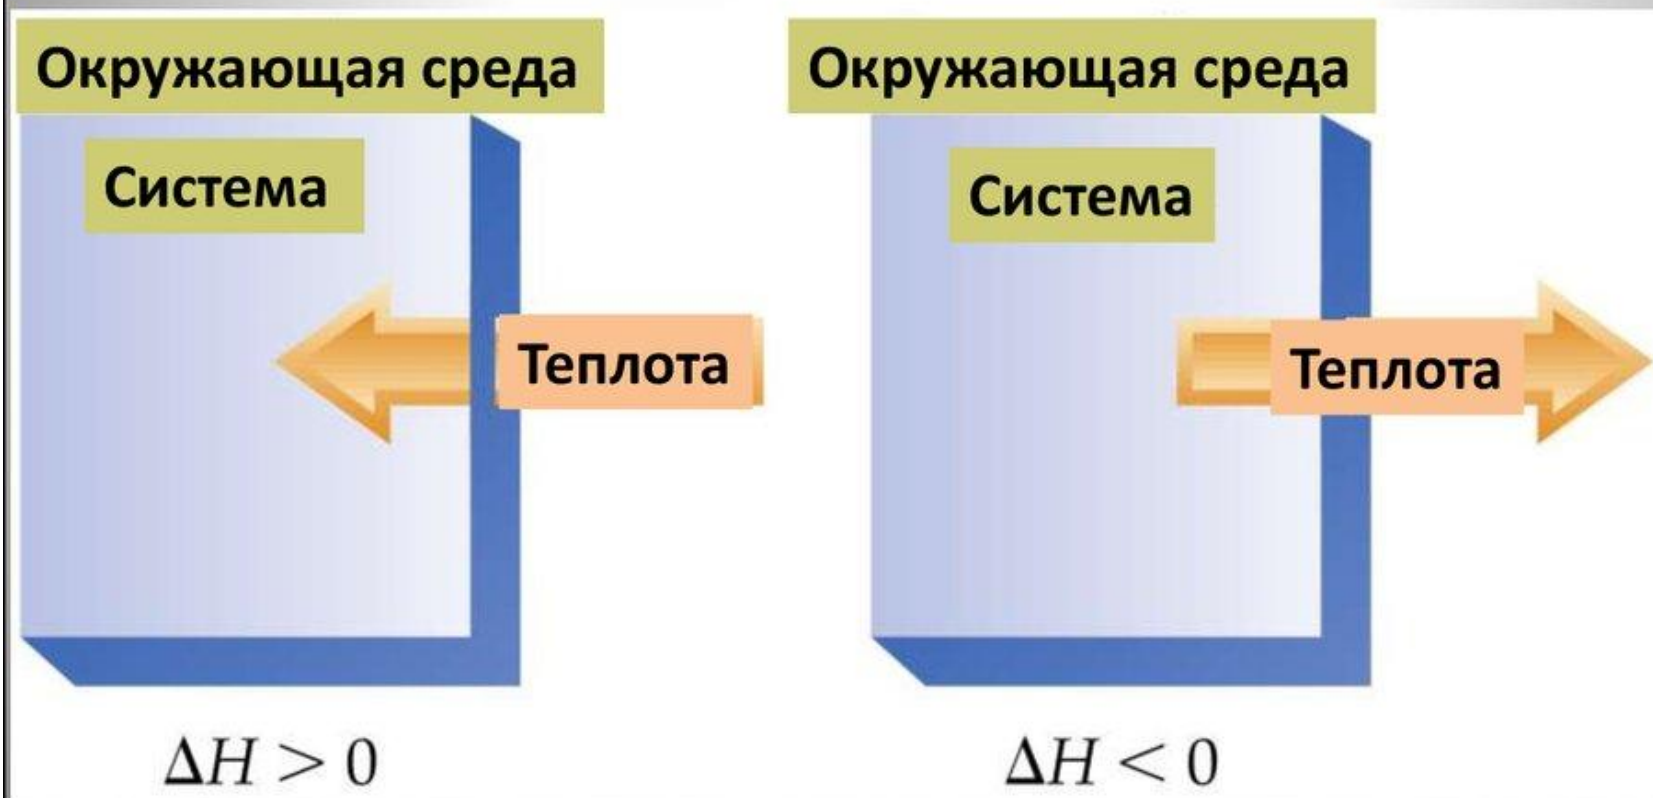 Окружающая среда
Система
Теплота
ΔH > 0
Окружающая среда
Система
Теплота
ΔH < 0